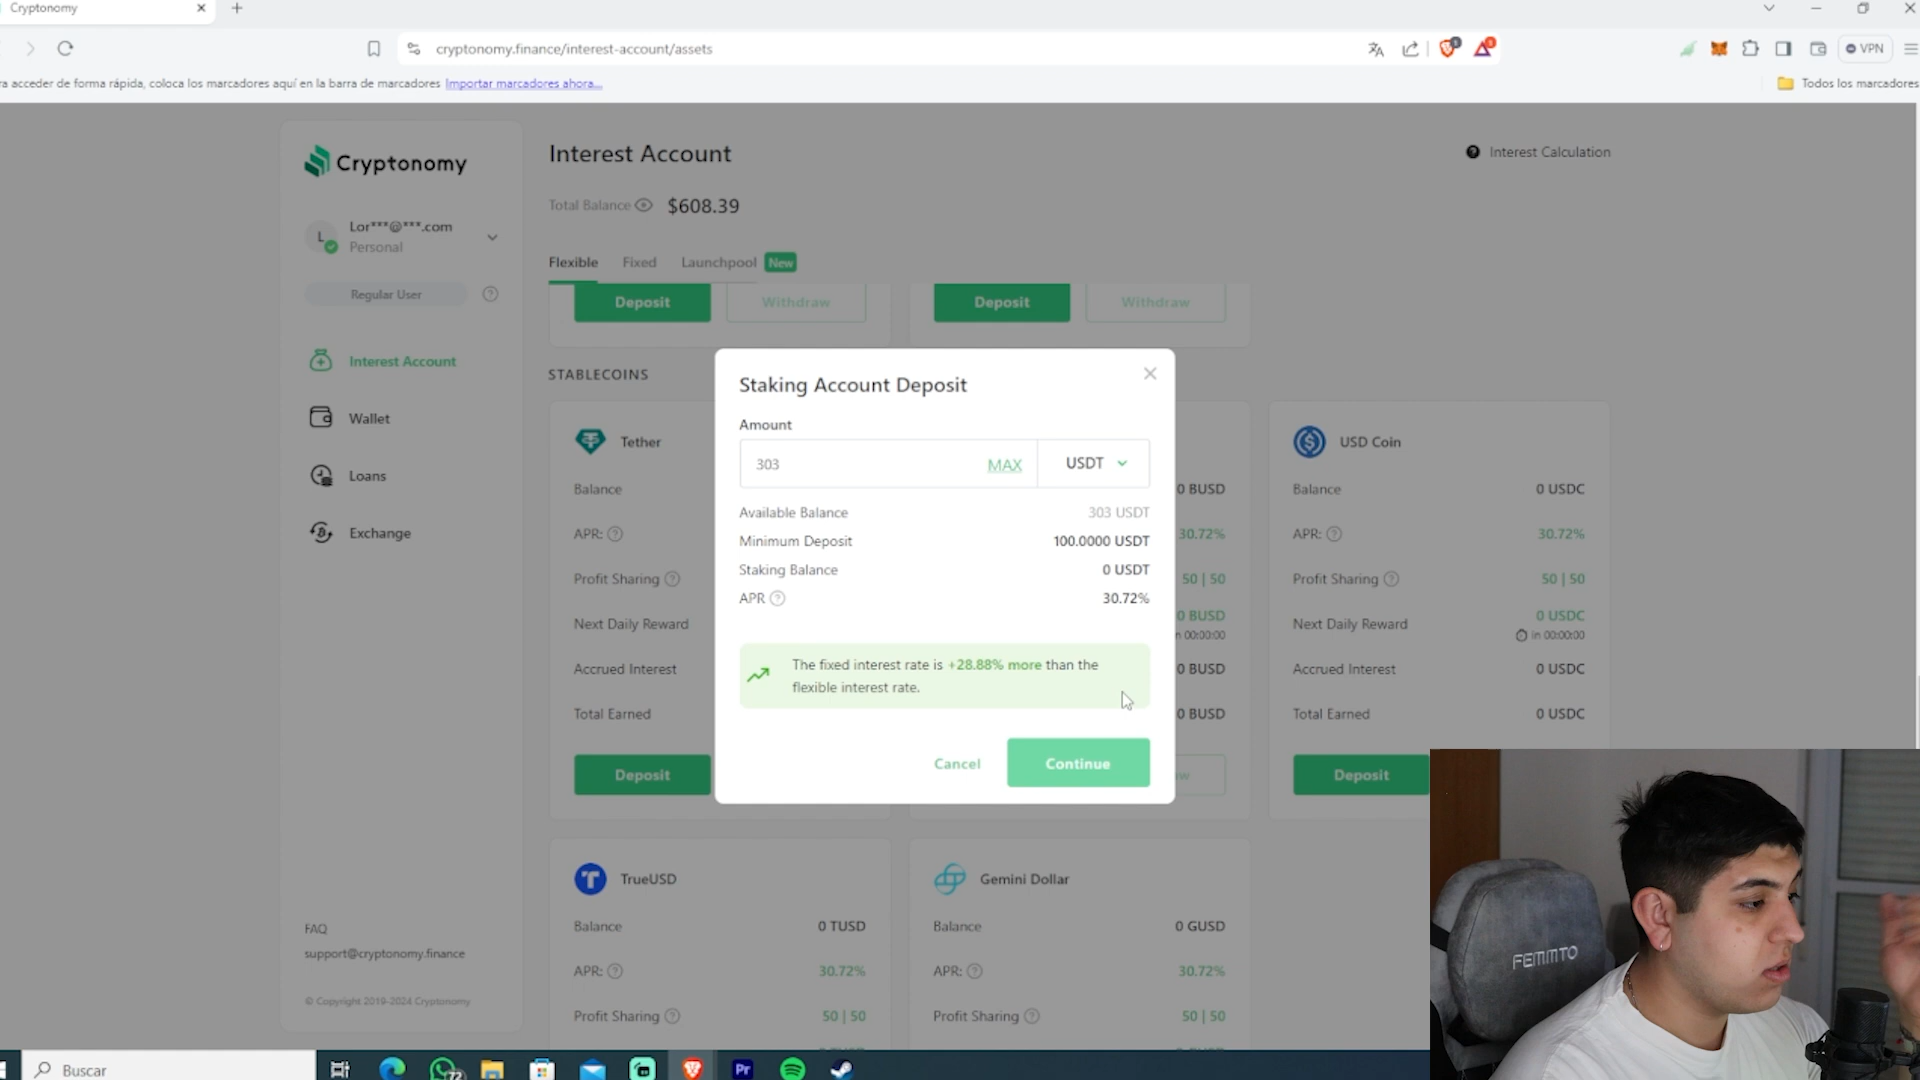 Cryptonomy
cryptonomy.finance/interest-account/assets
VPN
ra acceder de forma rápida, coloca los marcadores aquí en la barra de marcadores Importar marcadores ahora...
Todos los marcadores
Cryptonomy
Lor***@***.com
L
Personal
Regular User
Interest Account
Wallet
Loans
Exchange
FAQ
support@cryptonomy.finance
© Copyright 2019-2024 Cryptonomy
Interest Account
Interest Calculation
Total Balance $608.39
Flexible Fixed Launchpool New
Deposit Withdraw Deposit Withdraw
STABLECOINS
Tether
Balance
APR:
Profit Sharing
Next Daily Reward
Accrued Interest
Total Earned
Deposit
Staking Account Deposit
Amount
303 MAX USDT
Available Balance 303 USDT
Minimum Deposit 100.0000 USDT
Staking Balance 0 USDT
APR 30.72%
The fixed interest rate is +28.88% more than the
flexible interest rate.
Cancel Continue
0 BUSD
30.72%
50 | 50
0 BUSD
n 00:00:00
0 BUSD
0 BUSD
USD Coin
Balance 0 USDC
APR: 30.72%
Profit Sharing 50 | 50
Next Daily Reward 0 USDC
in 00:00:00
Accrued Interest 0 USDC
Total Earned 0 USDC
Deposit
TrueUSD
Balance 0 TUSD
APR: 30.72%
Profit Sharing 50 | 50
Gemini Dollar
Balance 0 GUSD
APR: 30.72%
Profit Sharing 50 | 50
FEMMTO
Buscar
72
Pr